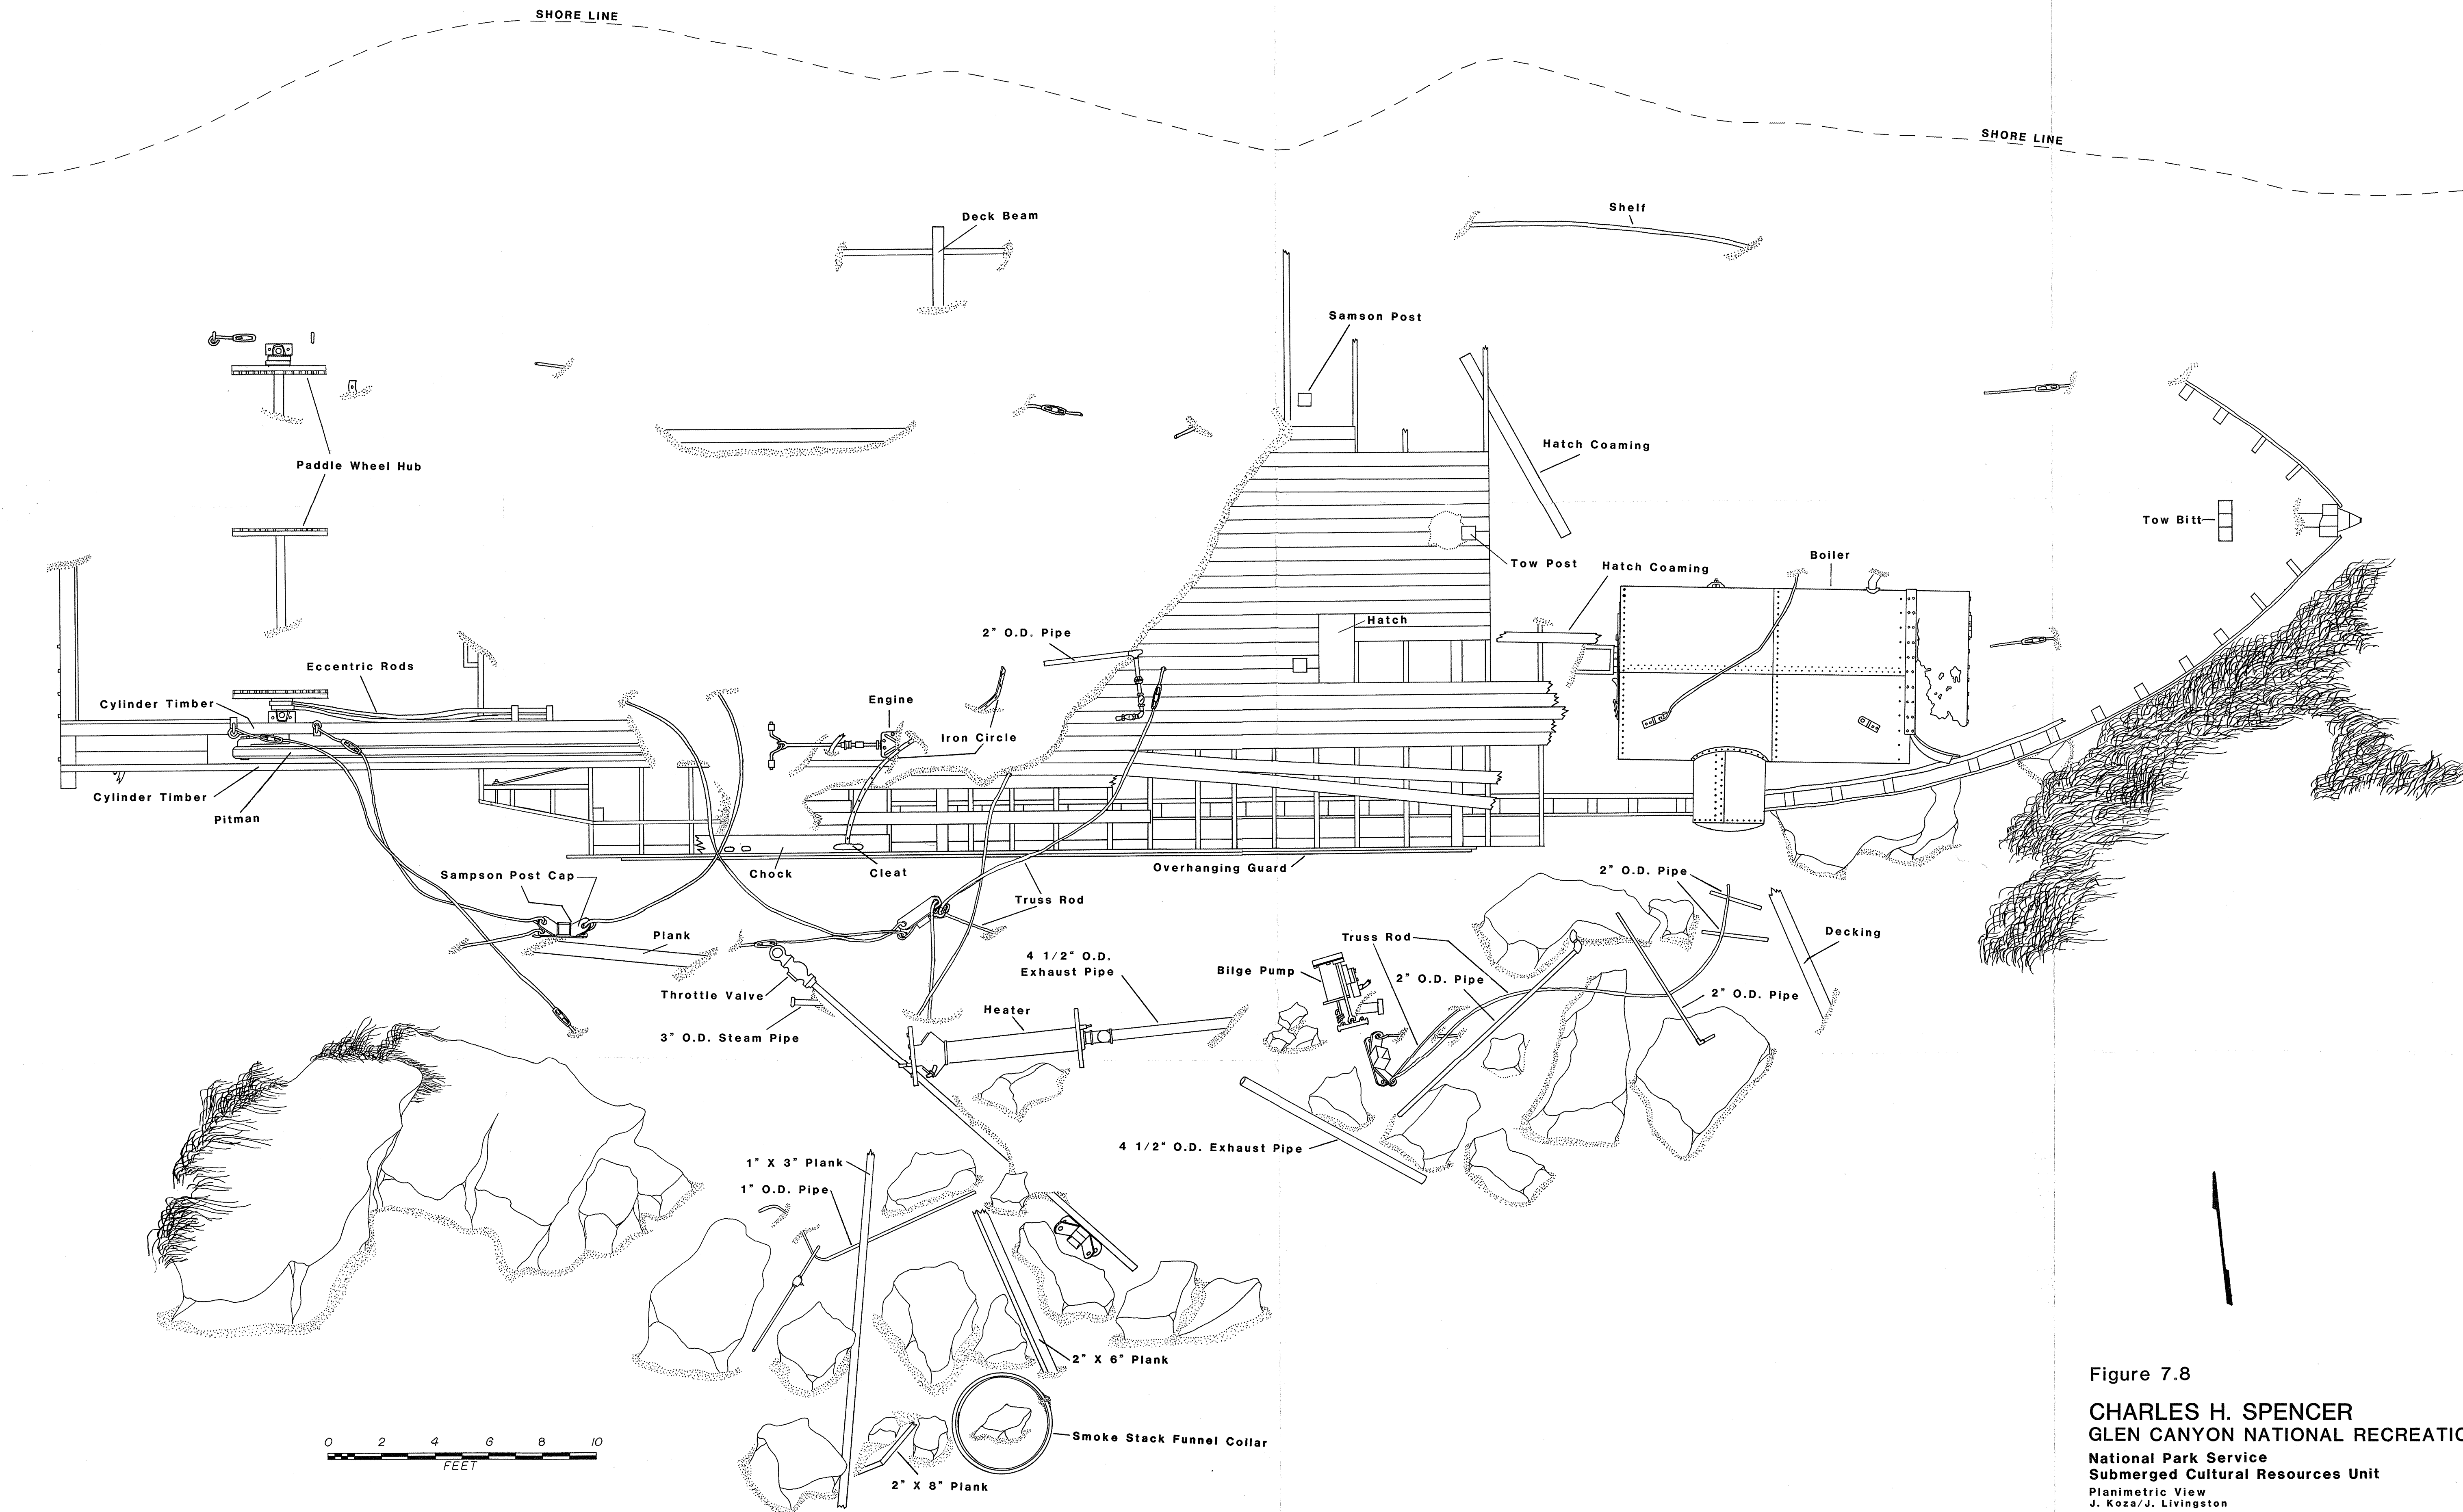 SHORE LINE
SHORE LINE
Deck Beam
Shelf
Samson Post
Hatch Coaming
Paddle Wheel Hub
Tow Bitt
Boiler
Tow Post
Hatch Coaming
Hatch
2" O.D. Pipe
Eccentric Rods
Engine
Cylinder Timber
Iron Circle
Cylinder Timber
Pitman
Chock
Cleat
Overhanging Guard
Sampson Post Cap
2" O.D. Pipe
Truss Rod
Plank
Decking
Truss Rod
4 1/2" O.D.
Exhaust Pipe
Bilge Pump
2" O.D. Pipe
Throttle Valve
2" O.D. Pipe
Heater
3" O.D. Steam Pipe
4 1/2" O.D. Exhaust Pipe
1" X 3" Plank
1" O.D. Pipe
2" X 6" Plank
Smoke Stack Funnel Collar
2" X 8" Plank
0 2 4 6 8 10
FEET
Figure 7.8
CHARLES H. SPENCER
GLEN CANYON NATIONAL
National Park Service
Submerged Cultural Resources Unit
Planimetric View
J. Koza/J. Livingston